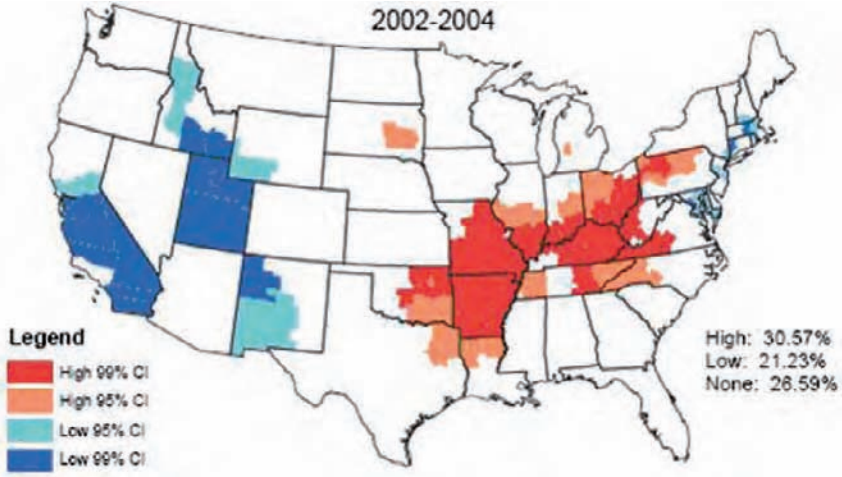 2002-2004
Legend
High 99% CI
High 95% CI
Low 95% CI
Low 99% CI
High: 30.57%
Low: 21.23%
None: 26.59%